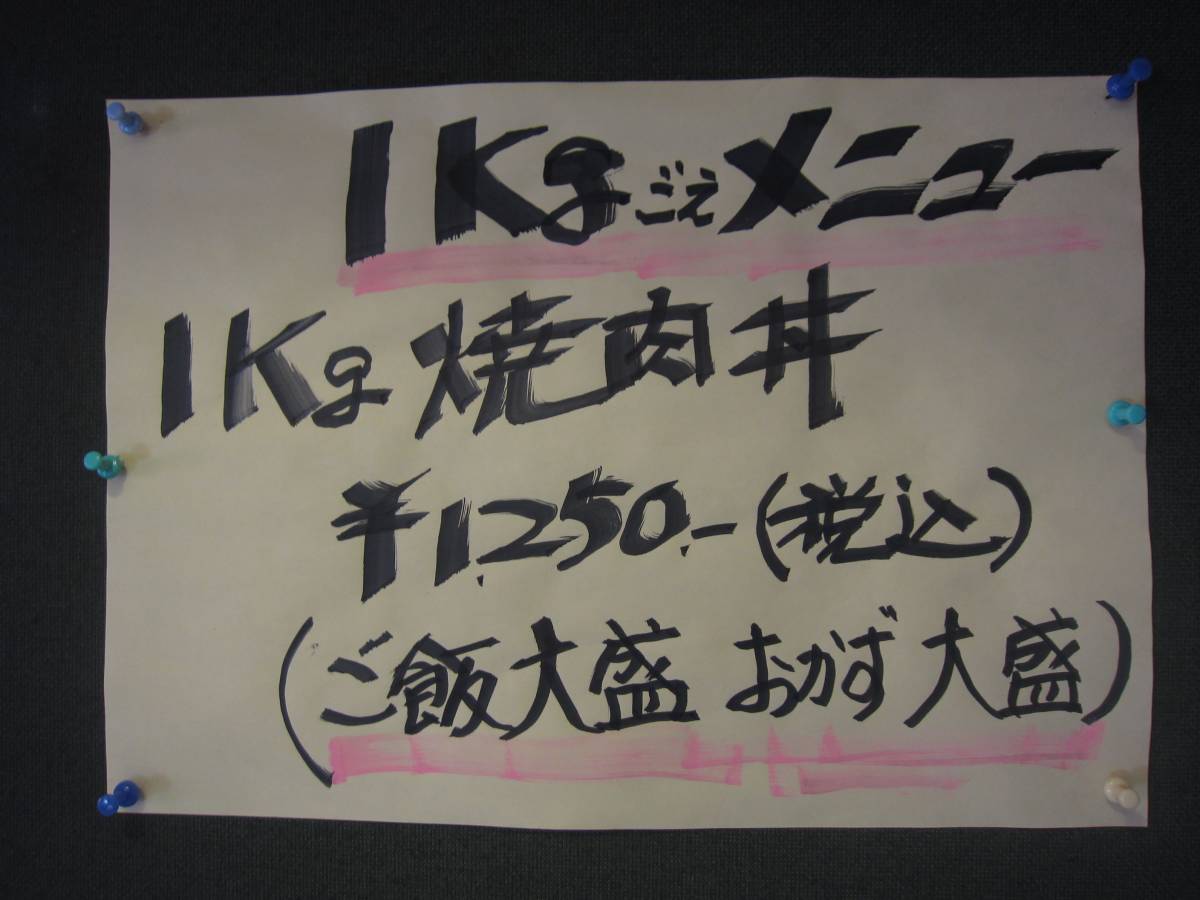 1Kgごえメニュー
1Kg焼肉丼
¥1,250.-(税込)
(ご飯大盛 おかず大盛)